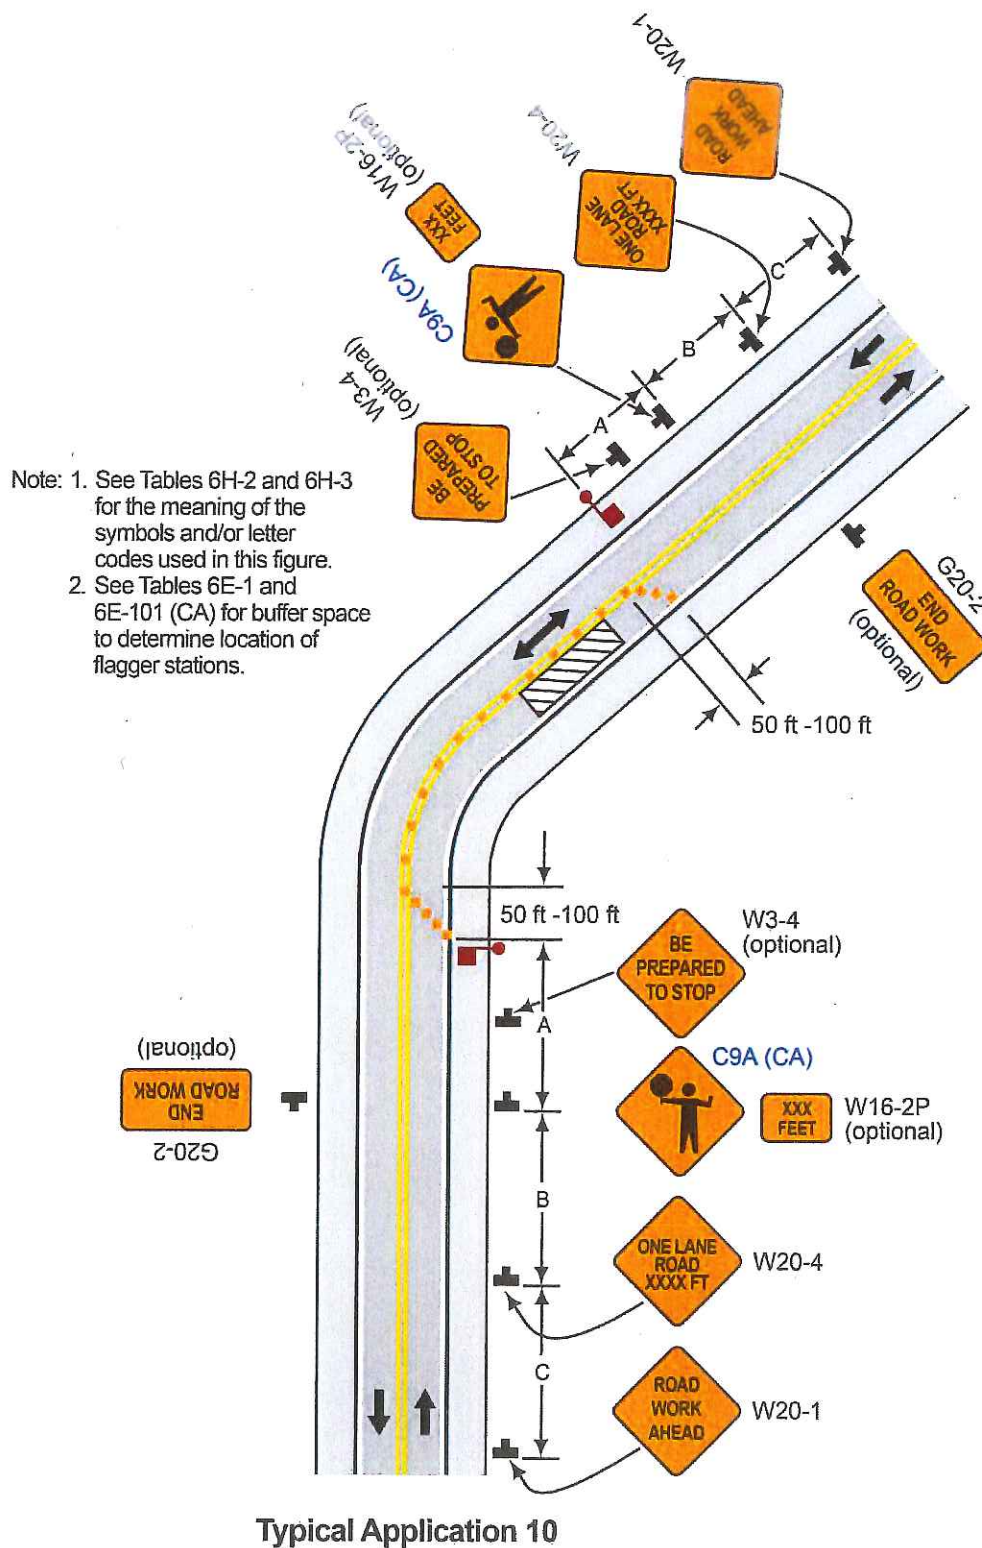 W20-1
ROAD
WORK
AHEAD
W20-4
ONE LANE
ROAD
XXXX FT
W16-2P
(optional)
XXX
FEET
C9A (CA)
W3-4
(optional)
BE
PREPARED
TO STOP
C
B
A
Note: 1. See Tables 6H-2 and 6H-3
for the meaning of the
symbols and/or letter
codes used in this figure.
2. See Tables 6E-1 and
6E-101 (CA) for buffer space
to determine location of
flagger stations.
G20-2
END
ROAD WORK
(optional)
50 ft -100 ft
50 ft -100 ft
W3-4
(optional)
BE
PREPARED
TO STOP
A
C9A (CA)
XXX
FEET
W16-2P
(optional)
G20-2
END
ROAD WORK
(optional)
B
ONE LANE
ROAD
XXXX FT
W20-4
C
ROAD
WORK
AHEAD
W20-1
Typical Application 10